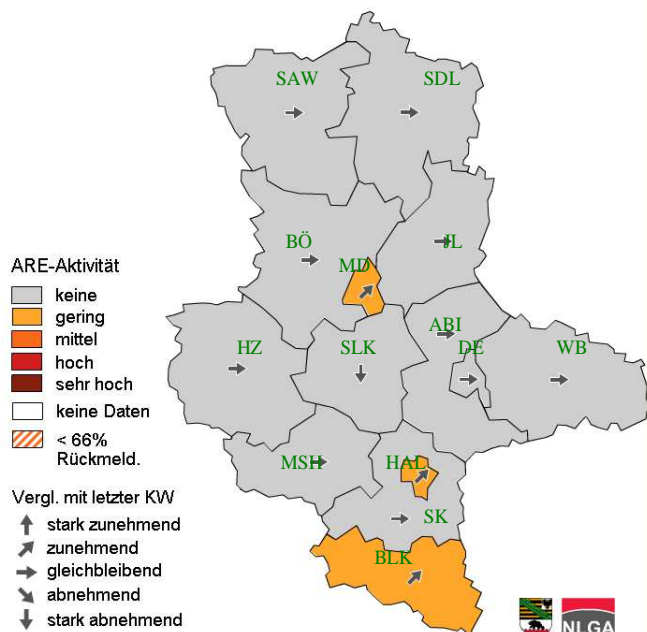 SAW
SDL
BÖ
JL
MD
ARE-Aktivität
keine
gering
mittel
hoch
sehr hoch
keine Daten
< 66%
Rückmeld.
HZ
SLK
ABI
DE
WB
MSH
HAL
SK
BLK
Vergl. mit letzter KW
stark zunehmend
zunehmend
gleichbleibend
abnehmend
stark abnehmend
NLGA